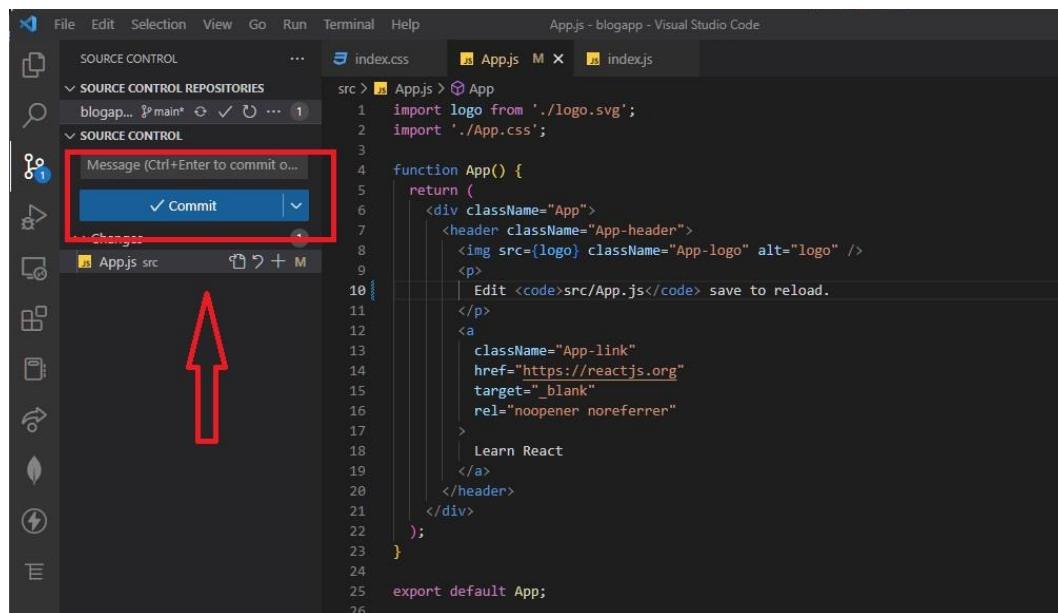 File Edit Selection View Go Run Terminal Help App.js - blogapp - Visual Studio Code
SOURCE CONTROL
SOURCE CONTROL REPOSITORIES
blogap... main* 1
SOURCE CONTROL
Message (Ctrl+Enter to commit o...
Commit
Changes 1
App.js src M
1
index.css App.js M index.js
src > App.js > App
1 import logo from './logo.svg';
2 import './App.css';
3
4 function App() {
5 return (
6 <div className="App">
7 <header className="App-header">
8 <img src={logo} className="App-logo" alt="logo" />
9 <p>
10 Edit <code>src/App.js</code> save to reload.
11 </p>
12 <a
13 className="App-link"
14 href="https://reactjs.org"
15 target="_blank"
16 rel="noopener noreferrer"
17 >
18 Learn React
19 </a>
20 </header>
21 </div>
22 );
23 }
24
25 export default App;
26